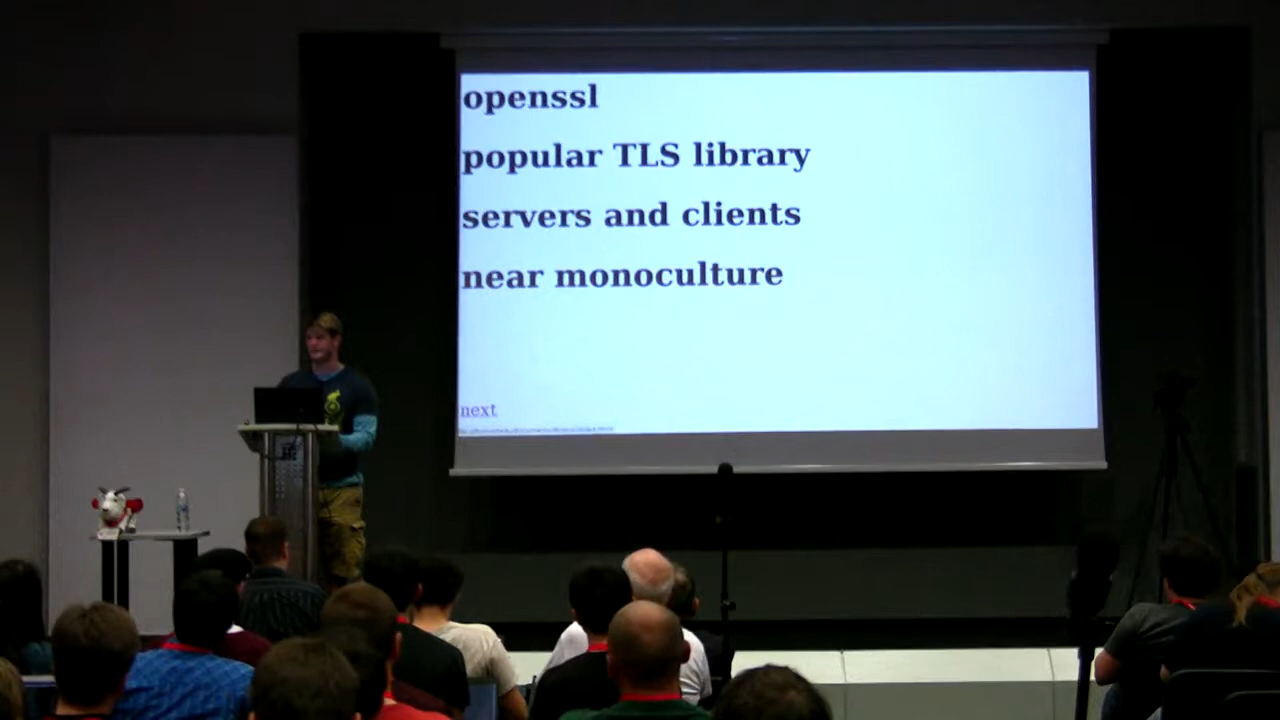 openssl
popular TLS library
servers and clients
near monoculture
next